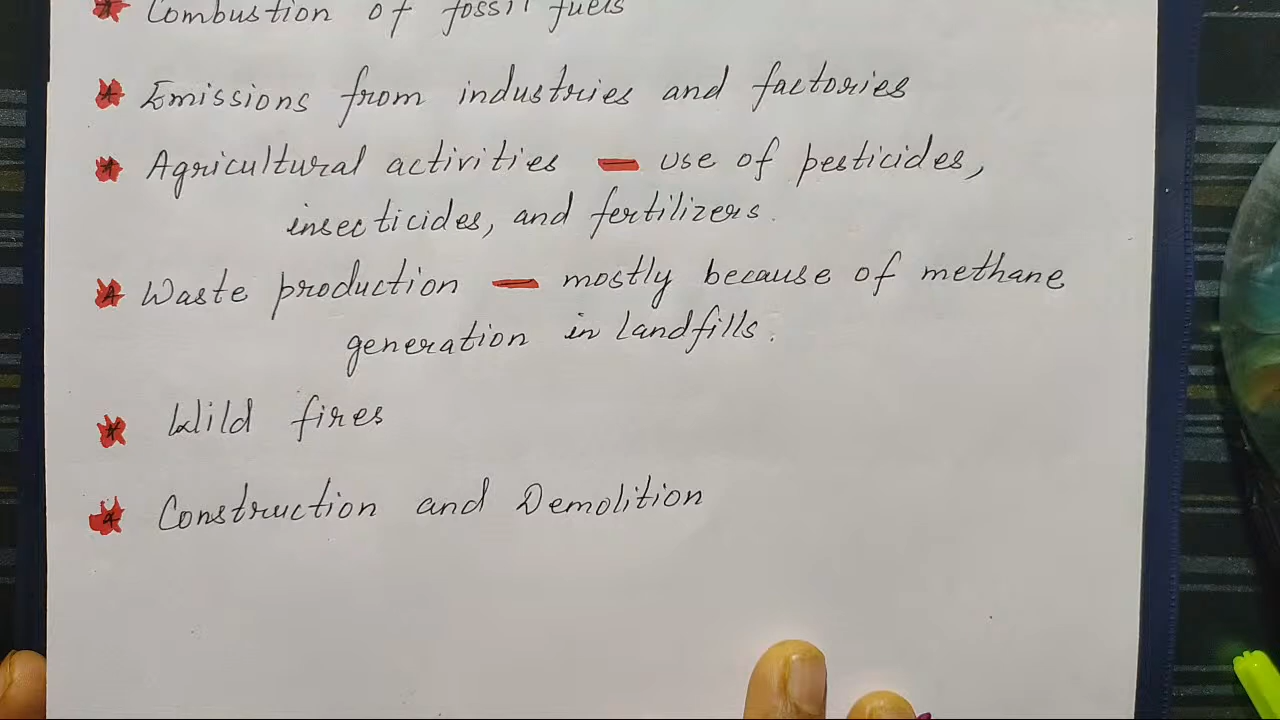 Combustion of fossil fuels
Emissions from industries and factories
Agricultural activities — use of pesticides,
insecticides, and fertilizers.
Waste production — mostly because of methane
generation in landfills.
Wild fires
Construction and Demolition